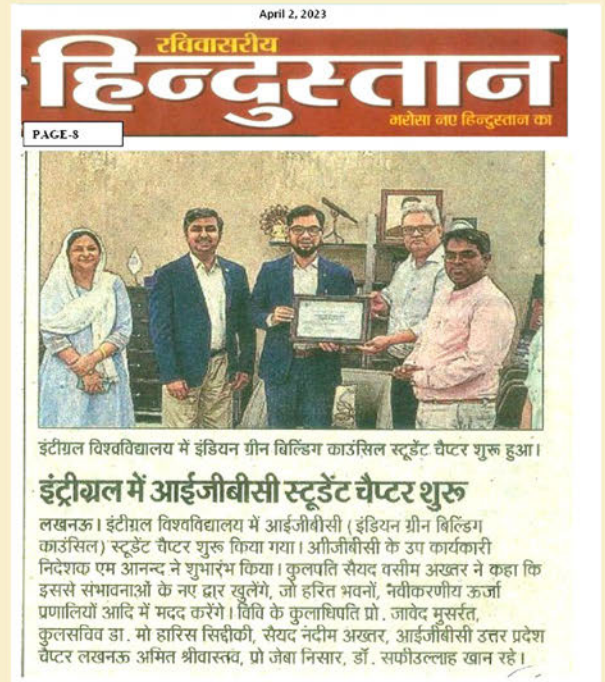 April 2, 2023
रविवासरीय
हिन्दुस्तान
भरोसा नए हिन्दुस्तान का
PAGE-8
इंटीग्रल विश्वविद्यालय में इंडियन ग्रीन बिल्डिंग काउंसिल स्टूडेंट चैप्टर शुरू हुआ।
इंट्रीग्रल में आईजीबीसी स्टूडेंट चैप्टर शुरू
लखनऊ। इंटीग्रल विश्वविद्यालय में आईजीबीसी (इंडियन ग्रीन बिल्डिंग
काउंसिल) स्टूडेंट चैप्टर शुरू किया गया। आीजीबीसी के उप कार्यकारी
निदेशक एम आनन्द ने शुभारंभ किया। कुलपति सैयद वसीम अख्तर ने कहा कि
इससे संभावनाओं के नए द्वार खुलेंगे, जो हरित भवनों, नवीकरणीय ऊर्जा
प्रणालियों आदि में मदद करेंगे। विवि के कुलाधिपति प्रो. जावेद मुसर्रत,
कुलसचिव डा. मो हारिस सिद्दीकी, सैयद नदीम अख्तर, आईजीबीसी उत्तर प्रदेश
चैप्टर लखनऊ अमित श्रीवास्तव, प्रो जेबा निसार, डॉ. सफीउल्लाह खान रहे।